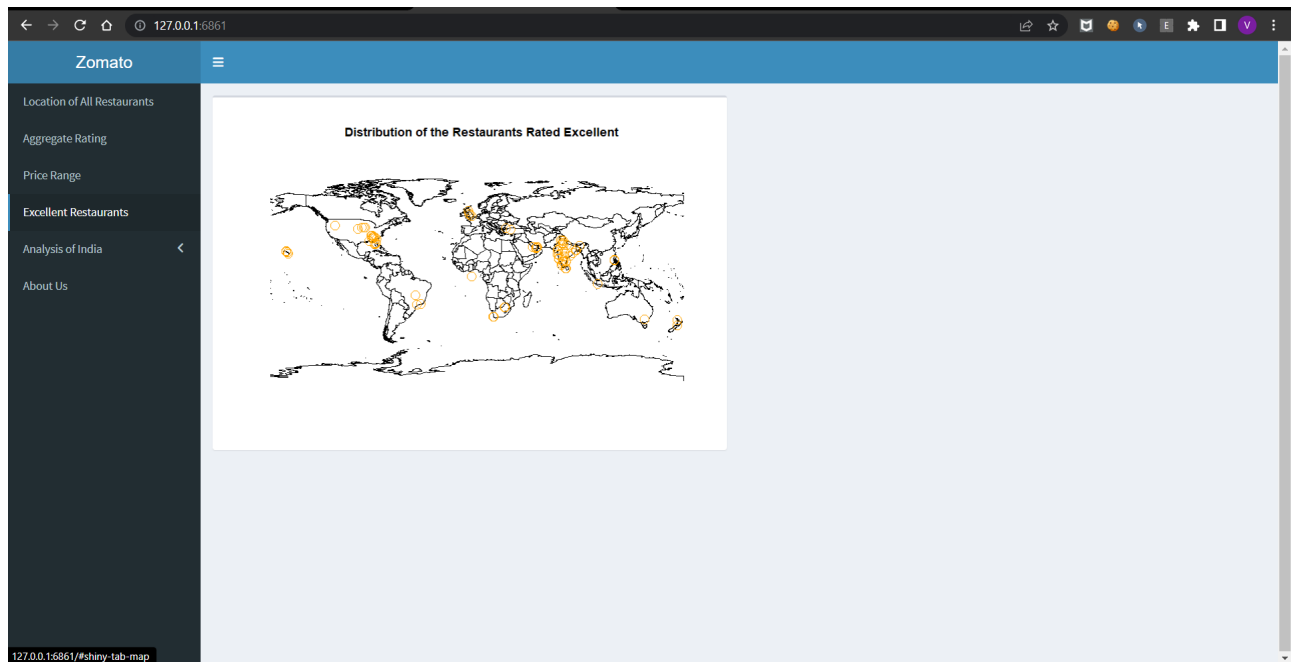 127.0.0.1:6861
E
V
Zomato
Location of All Restaurants
Aggregate Rating
Price Range
Excellent Restaurants
Analysis of India
About Us
Distribution of the Restaurants Rated Excellent
127.0.0.1:6861/#shiny-tab-map